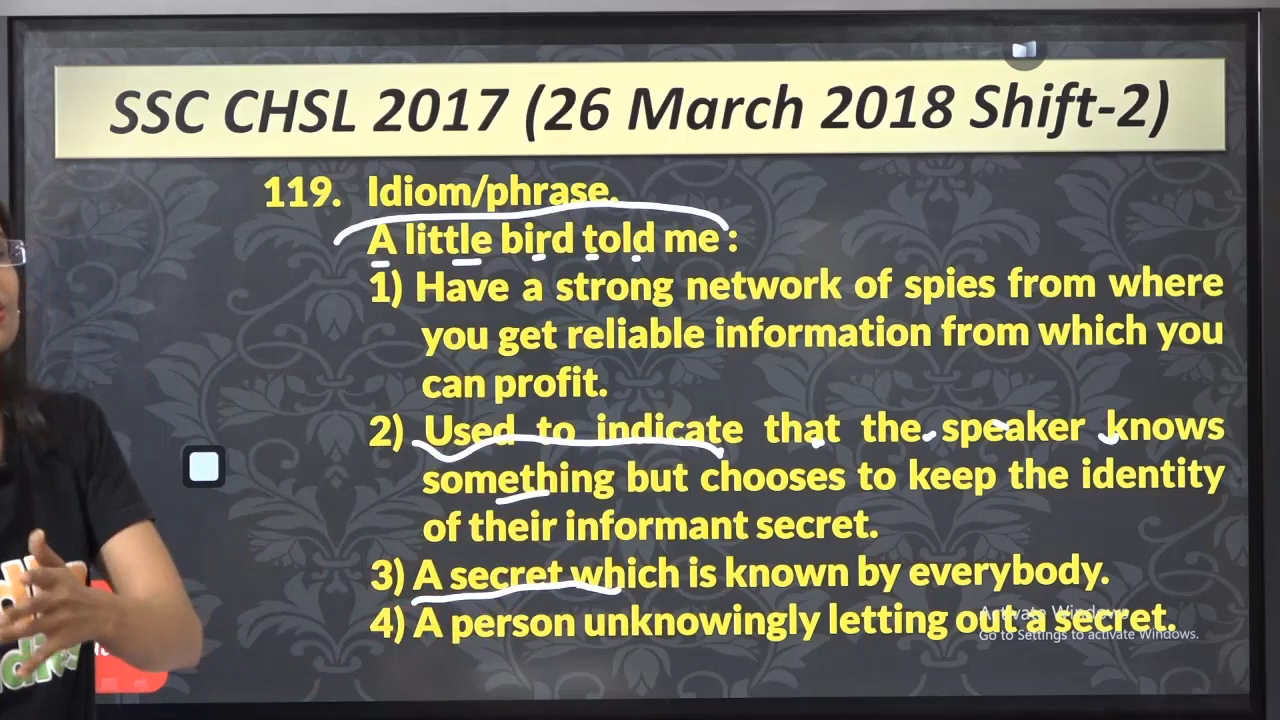 SSC CHSL 2017 (26 March 2018 Shift-2)
119. Idiom/phrase.
A little bird told me :
1) Have a strong network of spies from where
you get reliable information from which you
can profit.
2) Used to indicate that the speaker knows
something but chooses to keep the identity
of their informant secret.
3) A secret which is known by everybody.
4) A person unknowingly letting out a secret.
Activate Windows
Go to Settings to activate Windows.